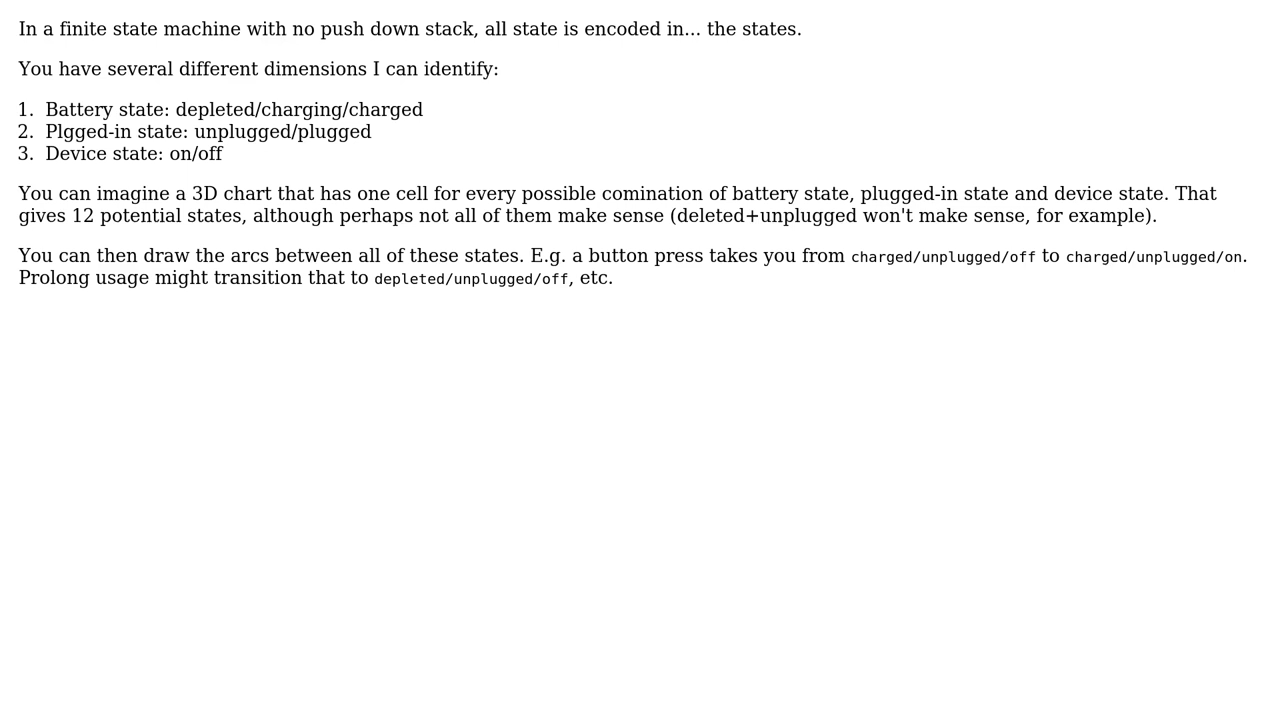 In a finite state machine with no push down stack, all state is encoded in... the states.
You have several different dimensions I can identify:
1. Battery state: depleted/charging/charged
2. Plgged-in state: unplugged/plugged
3. Device state: on/off
You can imagine a 3D chart that has one cell for every possible comination of battery state, plugged-in state and device state. That
gives 12 potential states, although perhaps not all of them make sense (deleted+unplugged won't make sense, for example).
You can then draw the arcs between all of these states. E.g. a button press takes you from charged/unplugged/off to charged/unplugged/on.
Prolong usage might transition that to depleted/unplugged/off, etc.